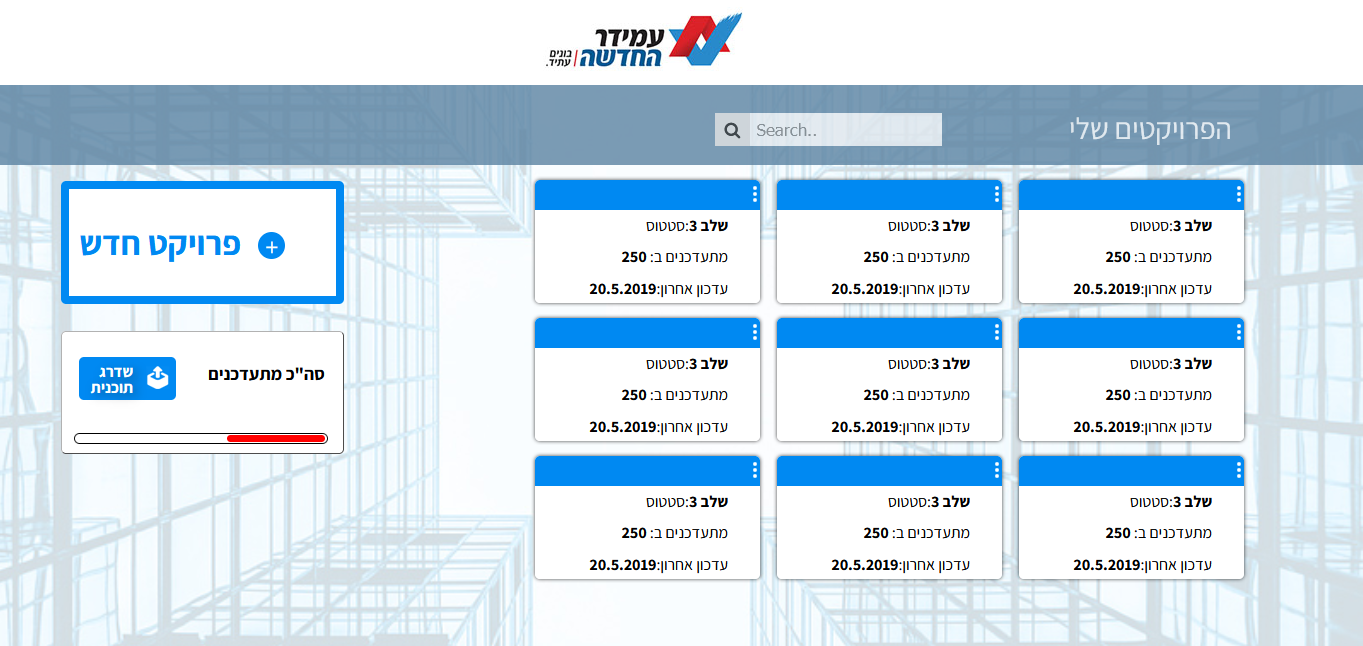 עמידר
החדשה
בונים
עתיד.
הפרויקטים שלי
Search..
שלב 3:סטטוס
מתעדכנים ב: 250
עדכון אחרון:20.5.2019
שלב 3:סטטוס
מתעדכנים ב: 250
עדכון אחרון:20.5.2019
שלב 3:סטטוס
מתעדכנים ב: 250
עדכון אחרון:20.5.2019
שלב 3:סטטוס
מתעדכנים ב: 250
עדכון אחרון:20.5.2019
שלב 3:סטטוס
מתעדכנים ב: 250
עדכון אחרון:20.5.2019
שלב 3:סטטוס
מתעדכנים ב: 250
עדכון אחרון:20.5.2019
שלב 3:סטטוס
מתעדכנים ב: 250
עדכון אחרון:20.5.2019
שלב 3:סטטוס
מתעדכנים ב: 250
עדכון אחרון:20.5.2019
שלב 3:סטטוס
מתעדכנים ב: 250
עדכון אחרון:20.5.2019
+ פרויקט חדש
סה"כ מתעדכנים
שדרג
תוכנית